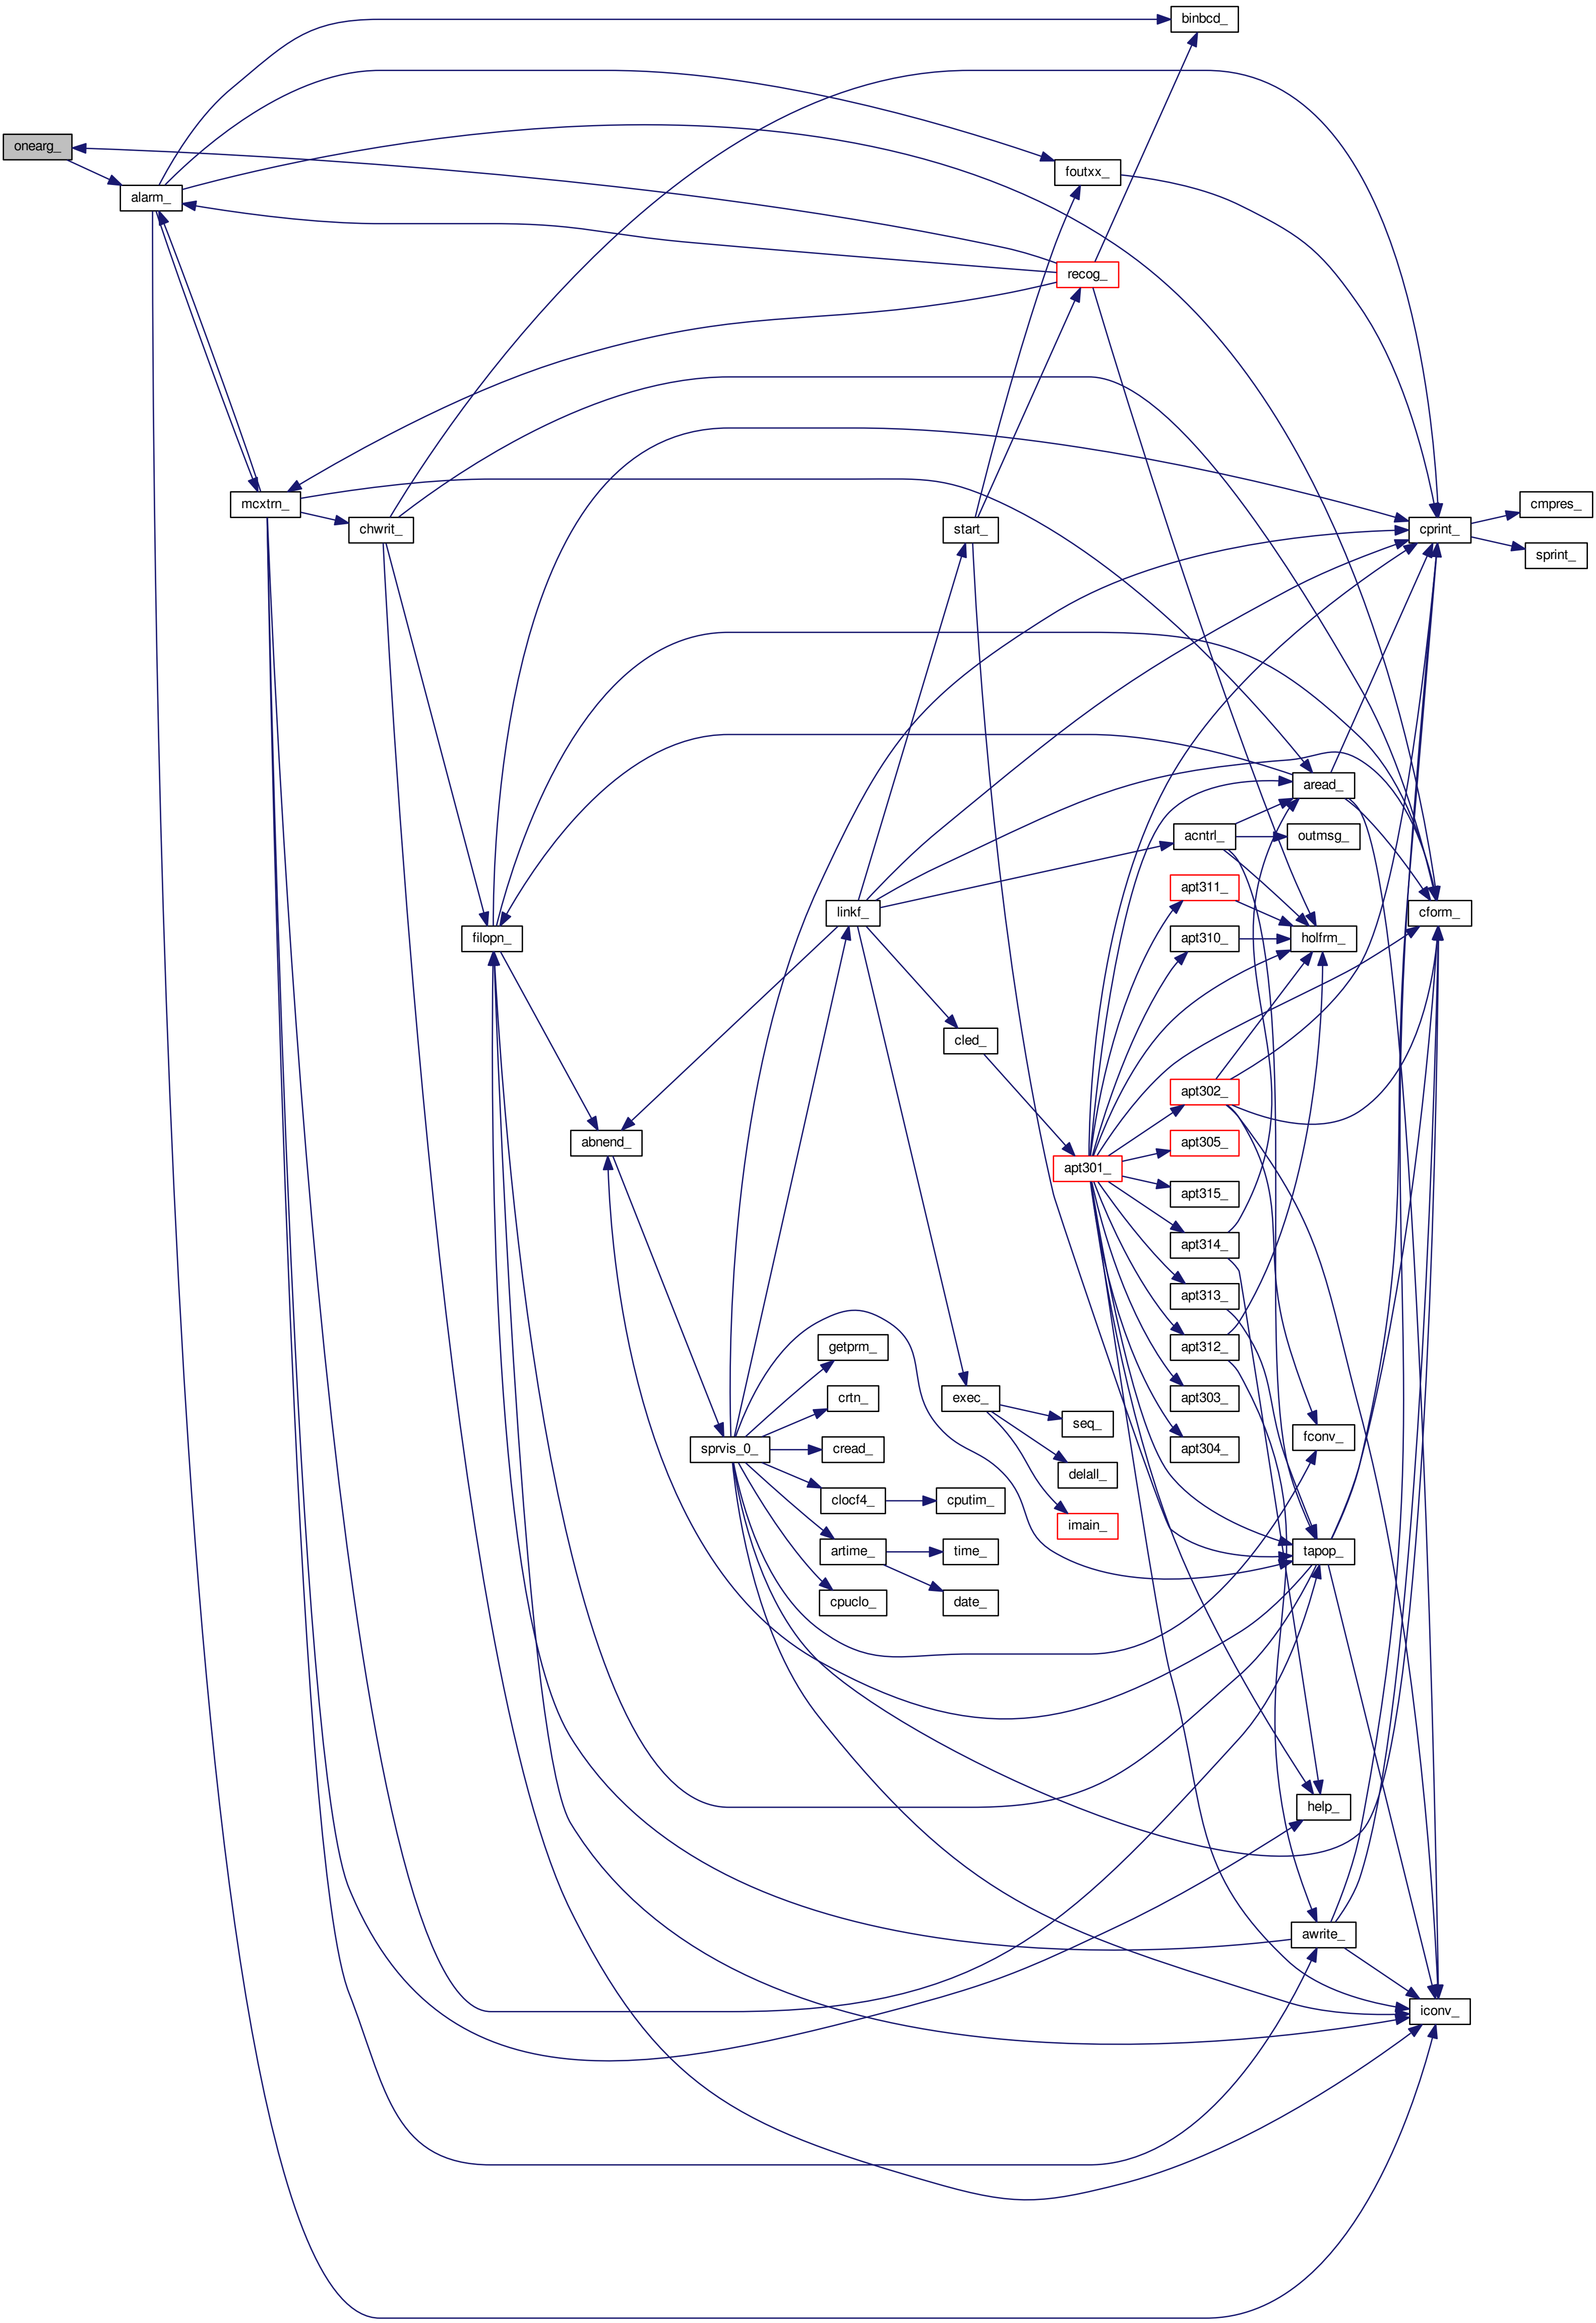 binbcd_
onearg_
foutxx_
alarm_
recog_
mcxtrn_
cmpres_
chwrit_
start_
cprint_
sprint_
aread_
acntrl_
outmsg_
apt311_
linkf_
cform_
filopn_
apt310_
holfrm_
cled_
apt302_
abnend_
apt305_
apt301_
apt315_
apt314_
apt313_
getprm_
apt312_
crtn_
exec_
apt303_
seq_
fconv_
sprvis_0_
cread_
apt304_
delall_
clocf4_
cputim_
imain_
artime_
time_
tapop_
cpuclo_
date_
help_
awrite_
iconv_